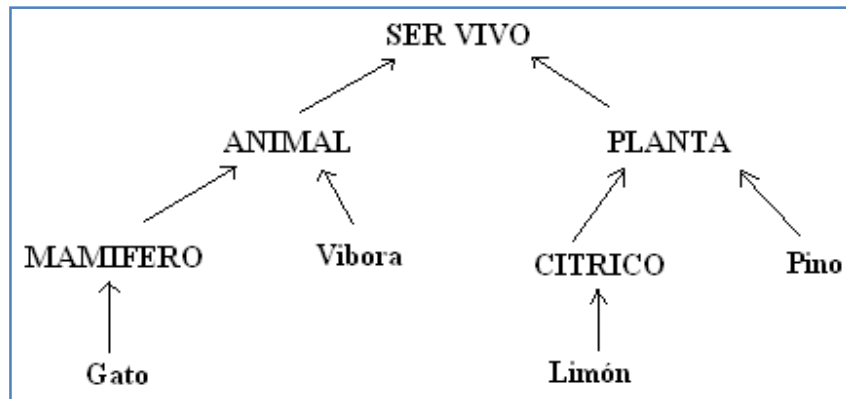 SER VIVO
ANIMAL PLANTA
MAMIFERO Vibora CITRICO Pino
Gato Limón